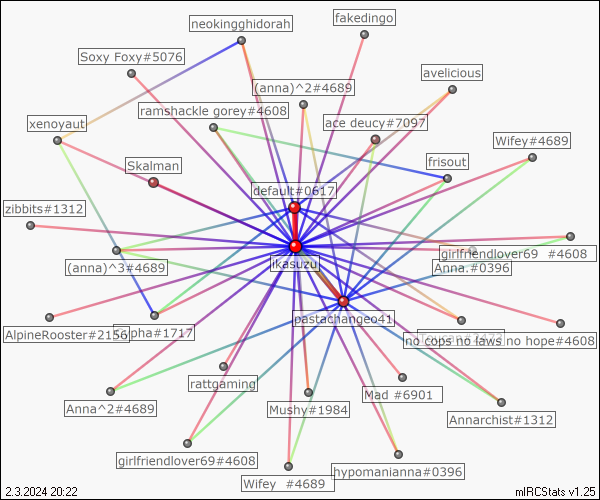 neokingghidorah
fakedingo
Soxy Foxy#5076
avelicious
(anna)^2#4689
ramshackle gorey#4608
ace deucy#7097
xenoyaut
Wifey#4689
Skalman
frisout
default#0617
zibbits#1312
girlfriendlover69 #4608
ikasuzu
(anna)^3#4689
Anna.#0396
pastachangeo41
AlpineRooster#2156
#1717
no cops no laws no hope#4608
rattgaming
Mad #6901
Anna^2#4689
Mushy#1984
Annarchist#1312
girlfriendlover69#4608
hypomanianna#0396
Wifey #4689
2.3.2024 20:22
mIRCStats v1.25